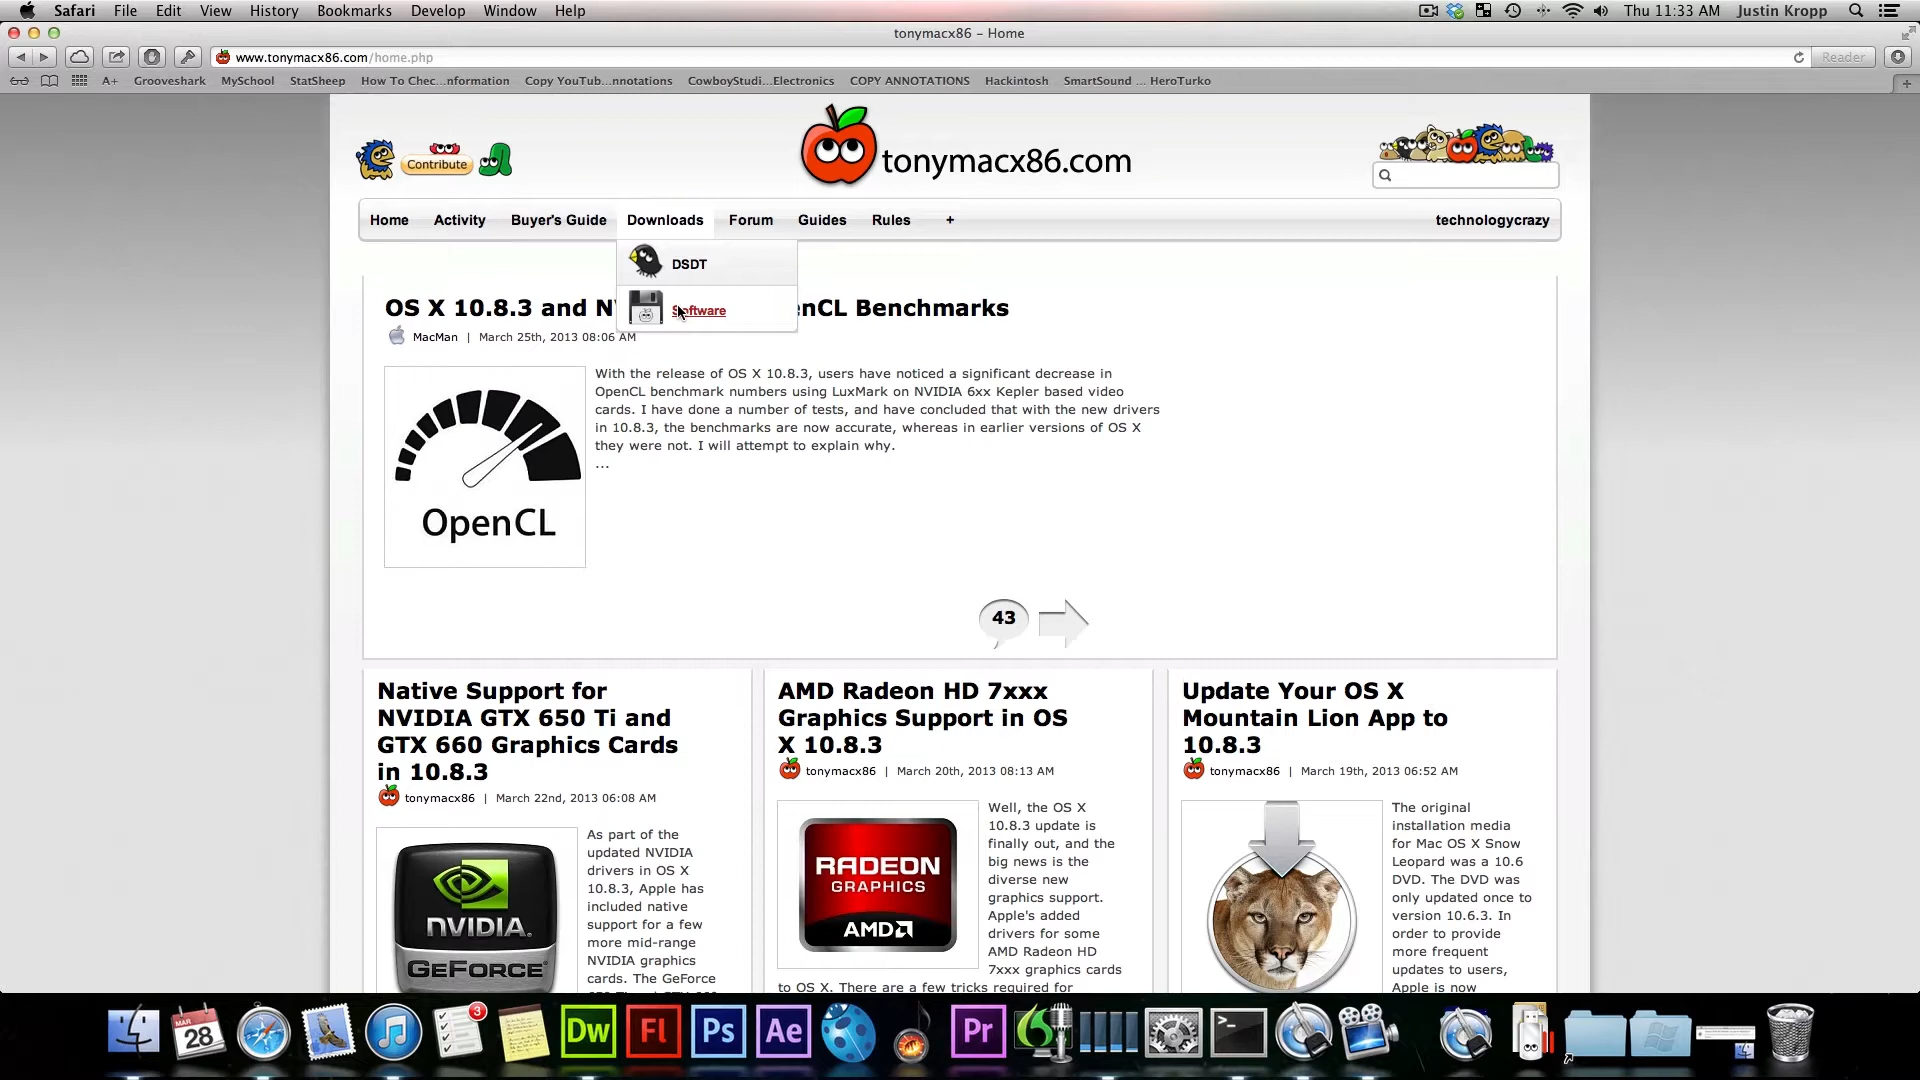 Safari File Edit View History Bookmarks Develop Window Help Thu 11:33 AM Justin Kropp
tonymacx86 – Home
www.tonymacx86.com/home.php Reader
A+ Grooveshark MySchool StatSheep How To Chec...nformation Copy YouTub...nnotations CowboyStudi...Electronics COPY ANNOTATIONS Hackintosh SmartSound ... HeroTurko
Contribute
tonymacx86.com
Home Activity Buyer's Guide Downloads Forum Guides Rules + technologycrazy
DSDT
Software
OS X 10.8.3 and N enCL Benchmarks
MacMan | March 25th, 2013 08:06 AM
With the release of OS X 10.8.3, users have noticed a significant decrease in
OpenCL benchmark numbers using LuxMark on NVIDIA 6xx Kepler based video
cards. I have done a number of tests, and have concluded that with the new drivers
in 10.8.3, the benchmarks are now accurate, whereas in earlier versions of OS X
they were not. I will attempt to explain why.
...
OpenCL
43
Native Support for
NVIDIA GTX 650 Ti and
GTX 660 Graphics Cards
in 10.8.3
tonymacx86 | March 22nd, 2013 06:08 AM
As part of the
updated NVIDIA
drivers in OS X
10.8.3, Apple has
included native
support for a few
more mid-range
NVIDIA graphics
cards. The GeForce
NVIDIA.
GEFORCE
AMD Radeon HD 7xxx
Graphics Support in OS
X 10.8.3
tonymacx86 | March 20th, 2013 08:13 AM
Well, the OS X
10.8.3 update is
finally out, and the
big news is the
diverse new
graphics support.
Apple's added
drivers for some
AMD Radeon HD
7xxx graphics cards
to OS X. There are a few tricks required for
RADEON
GRAPHICS
AMD
Update Your OS X
Mountain Lion App to
10.8.3
tonymacx86 | March 19th, 2013 06:52 AM
The original
installation media
for Mac OS X Snow
Leopard was a 10.6
DVD. The DVD was
only updated once to
version 10.6.3. In
order to provide
more frequent
updates to users,
Apple is now
MAR
28
3
Dw Fl Ps Ae Pr